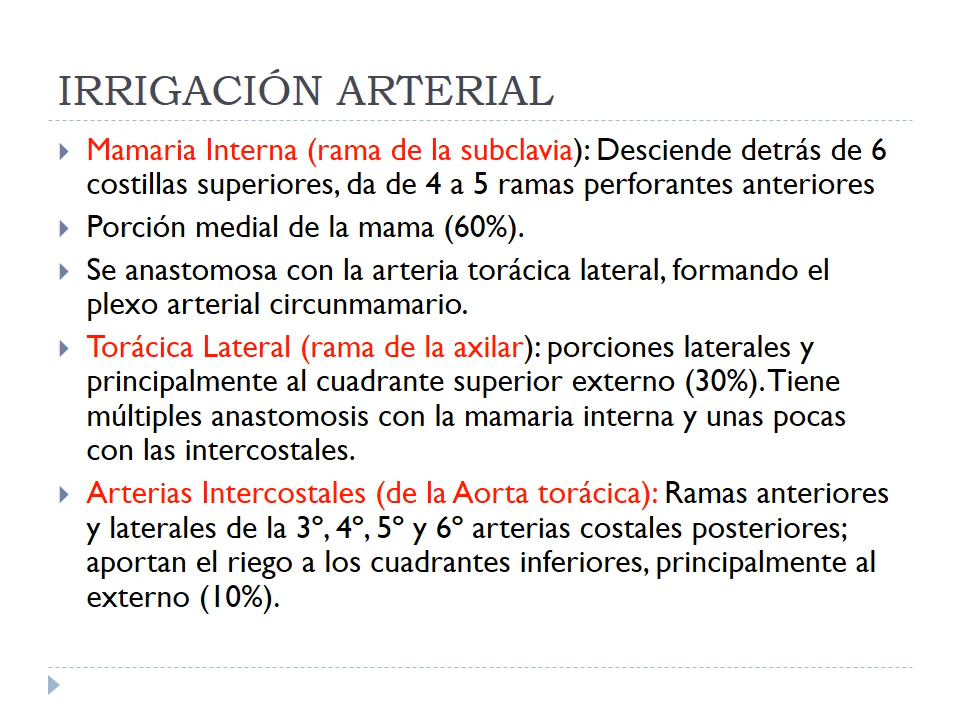 IRRIGACIÓN ARTERIAL
Mamaria Interna (rama de la subclavia): Desciende detrás de 6
costillas superiores, da de 4 a 5 ramas perforantes anteriores
Porción medial de la mama (60%).
Se anastomosa con la arteria torácica lateral, formando el
plexo arterial circunmamario.
Torácica Lateral (rama de la axilar): porciones laterales y
principalmente al cuadrante superior externo (30%). Tiene
múltiples anastomosis con la mamaria interna y unas pocas
con las intercostales.
Arterias Intercostales (de la Aorta torácica): Ramas anteriores
y laterales de la 3º, 4º, 5º y 6º arterias costales posteriores;
aportan el riego a los cuadrantes inferiores, principalmente al
externo (10%).